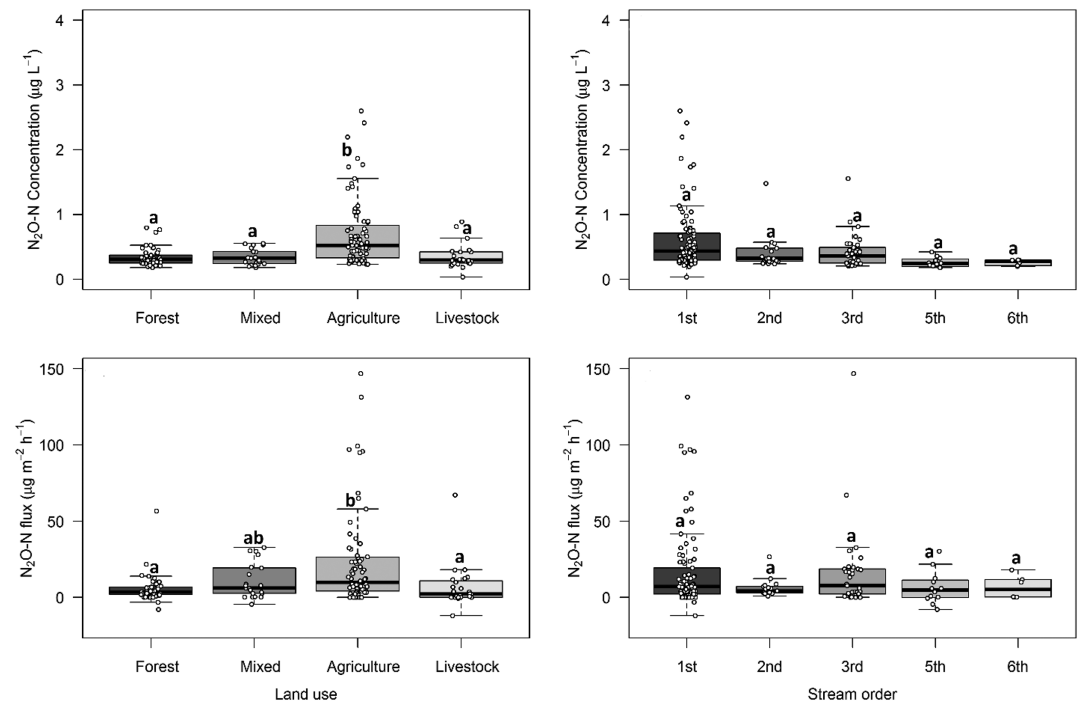 N₂O-N Concentration (µg L⁻¹)
4
3
2
1
0
a
a
b
a
Forest Mixed Agriculture Livestock
N₂O-N Concentration (µg L⁻¹)
4
3
2
1
0
a
a
a
a
a
1st 2nd 3rd 5th 6th
N₂O-N flux (µg m⁻² h⁻¹)
150
100
50
0
a
ab
b
a
Forest Mixed Agriculture Livestock
Land use
N₂O-N flux (µg m⁻² h⁻¹)
150
100
50
0
a
a
a
a
a
1st 2nd 3rd 5th 6th
Stream order